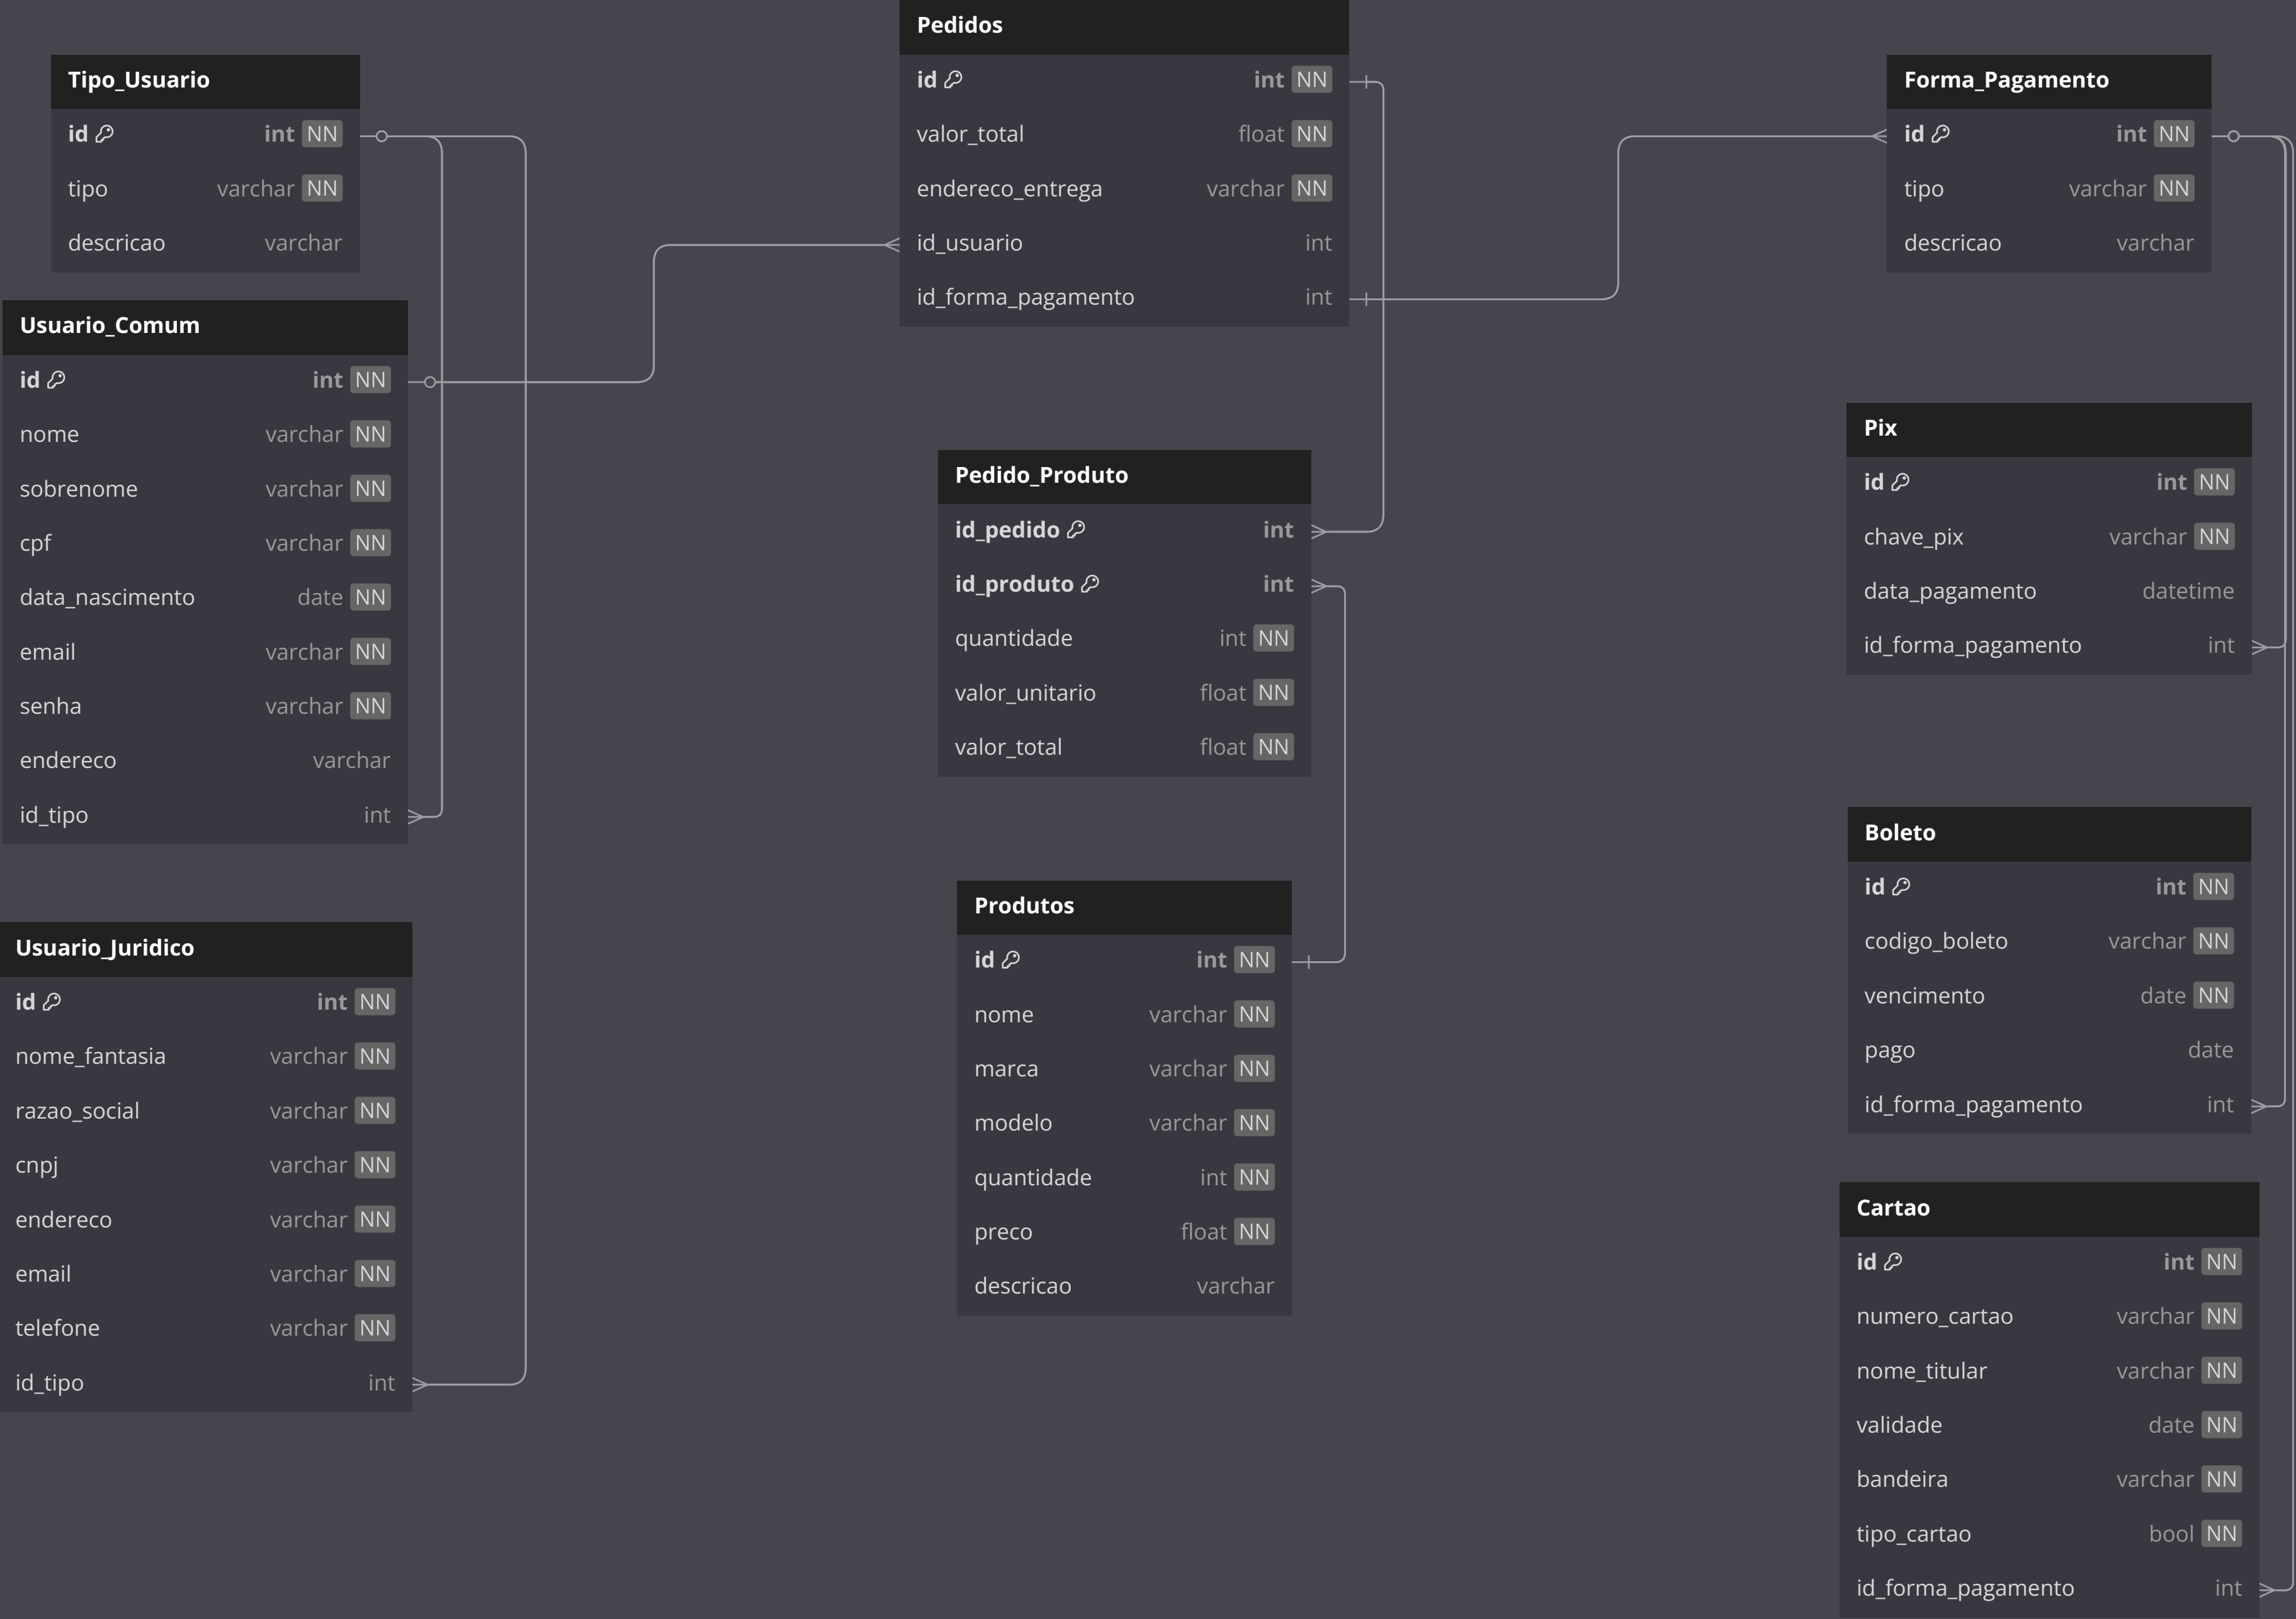 Tipo_Usuario
id int NN
tipo varchar NN
descricao varchar
Usuario_Comum
id int NN
nome varchar NN
sobrenome varchar NN
cpf varchar NN
data_nascimento date NN
email varchar NN
senha varchar NN
endereco varchar
id_tipo int
Usuario_Juridico
id int NN
nome_fantasia varchar NN
razao_social varchar NN
cnpj varchar NN
endereco varchar NN
email varchar NN
telefone varchar NN
id_tipo int
Pedidos
id int NN
valor_total float NN
endereco_entrega varchar NN
id_usuario int
id_forma_pagamento int
Pedido_Produto
id_pedido int
id_produto int
quantidade int NN
valor_unitario float NN
valor_total float NN
Produtos
id int NN
nome varchar NN
marca varchar NN
modelo varchar NN
quantidade int NN
preco float NN
descricao varchar
Forma_Pagamento
id int NN
tipo varchar NN
descricao varchar
Pix
id int NN
chave_pix varchar NN
data_pagamento datetime
id_forma_pagamento int
Boleto
id int NN
codigo_boleto varchar NN
vencimento date NN
pago date
id_forma_pagamento int
Cartao
id int NN
numero_cartao varchar NN
nome_titular varchar NN
validade date NN
bandeira varchar NN
tipo_cartao bool NN
id_forma_pagamento int